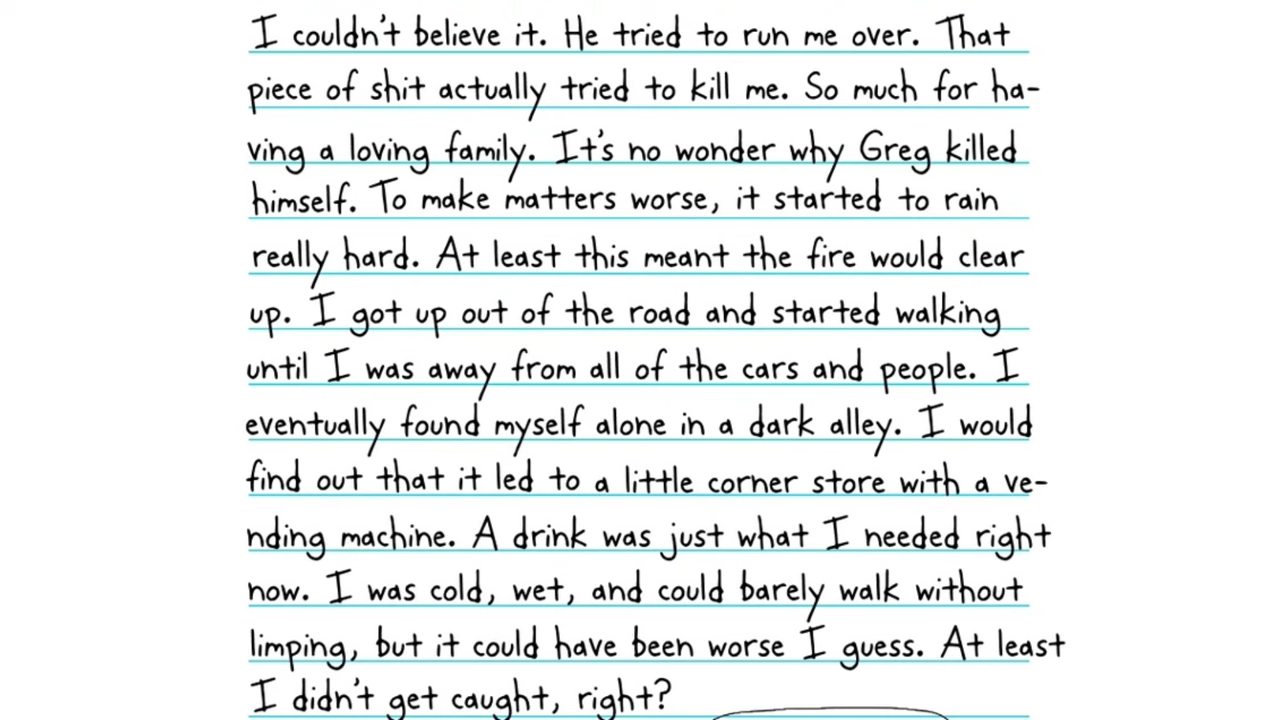 I couldn't believe it. He tried to run me over. That
piece of shit actually tried to kill me. So much for ha-
ving a loving family. It's no wonder why Greg killed
himself. To make matters worse, it started to rain
really hard. At least this meant the fire would clear
up. I got up out of the road and started walking
until I was away from all of the cars and people. I
eventually found myself alone in a dark alley. I would
find out that it led to a little corner store with a ve-
nding machine. A drink was just what I needed right
now. I was cold, wet, and could barely walk without
limping, but it could have been worse I guess. At least
I didn't get caught, right?